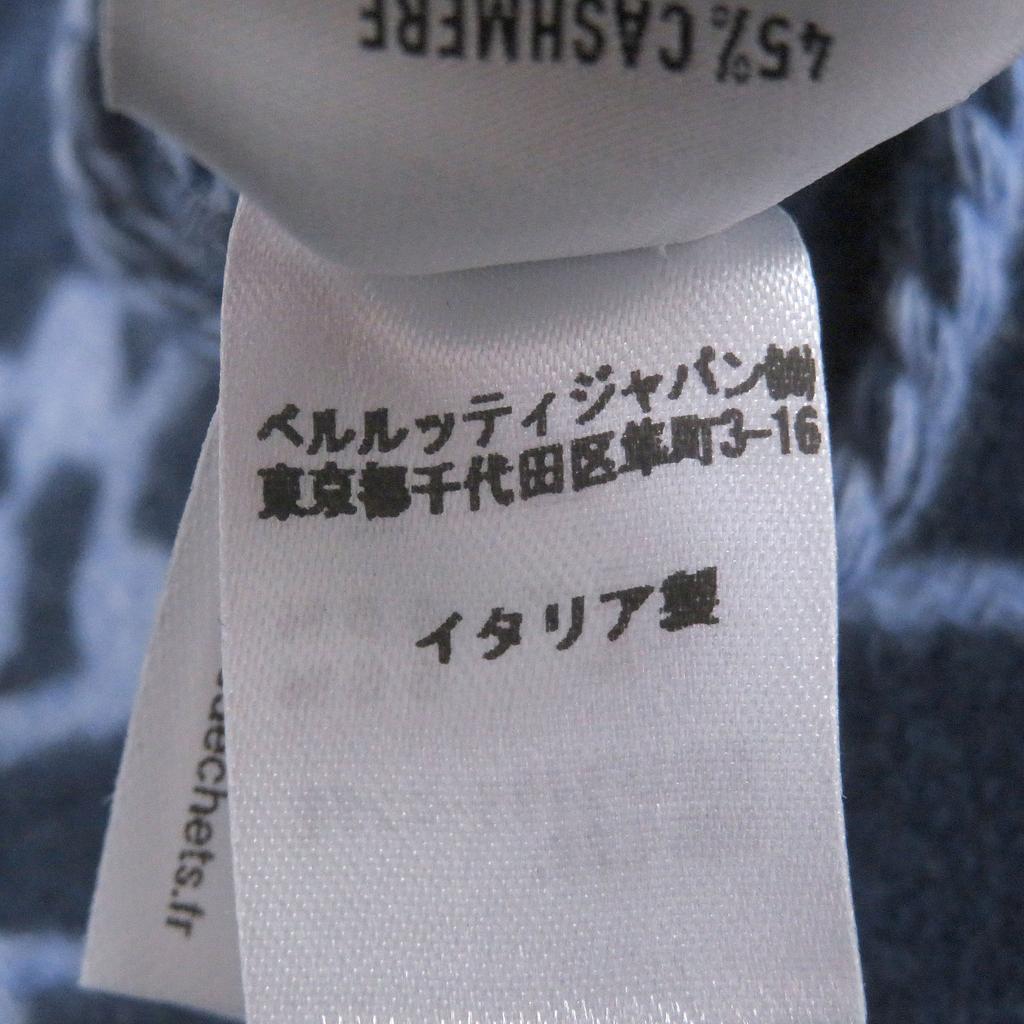 45% CASHMERE
ベルルッティジャパン㈱
東京都千代田区隼町3-16
イタリア製
dechets.fr